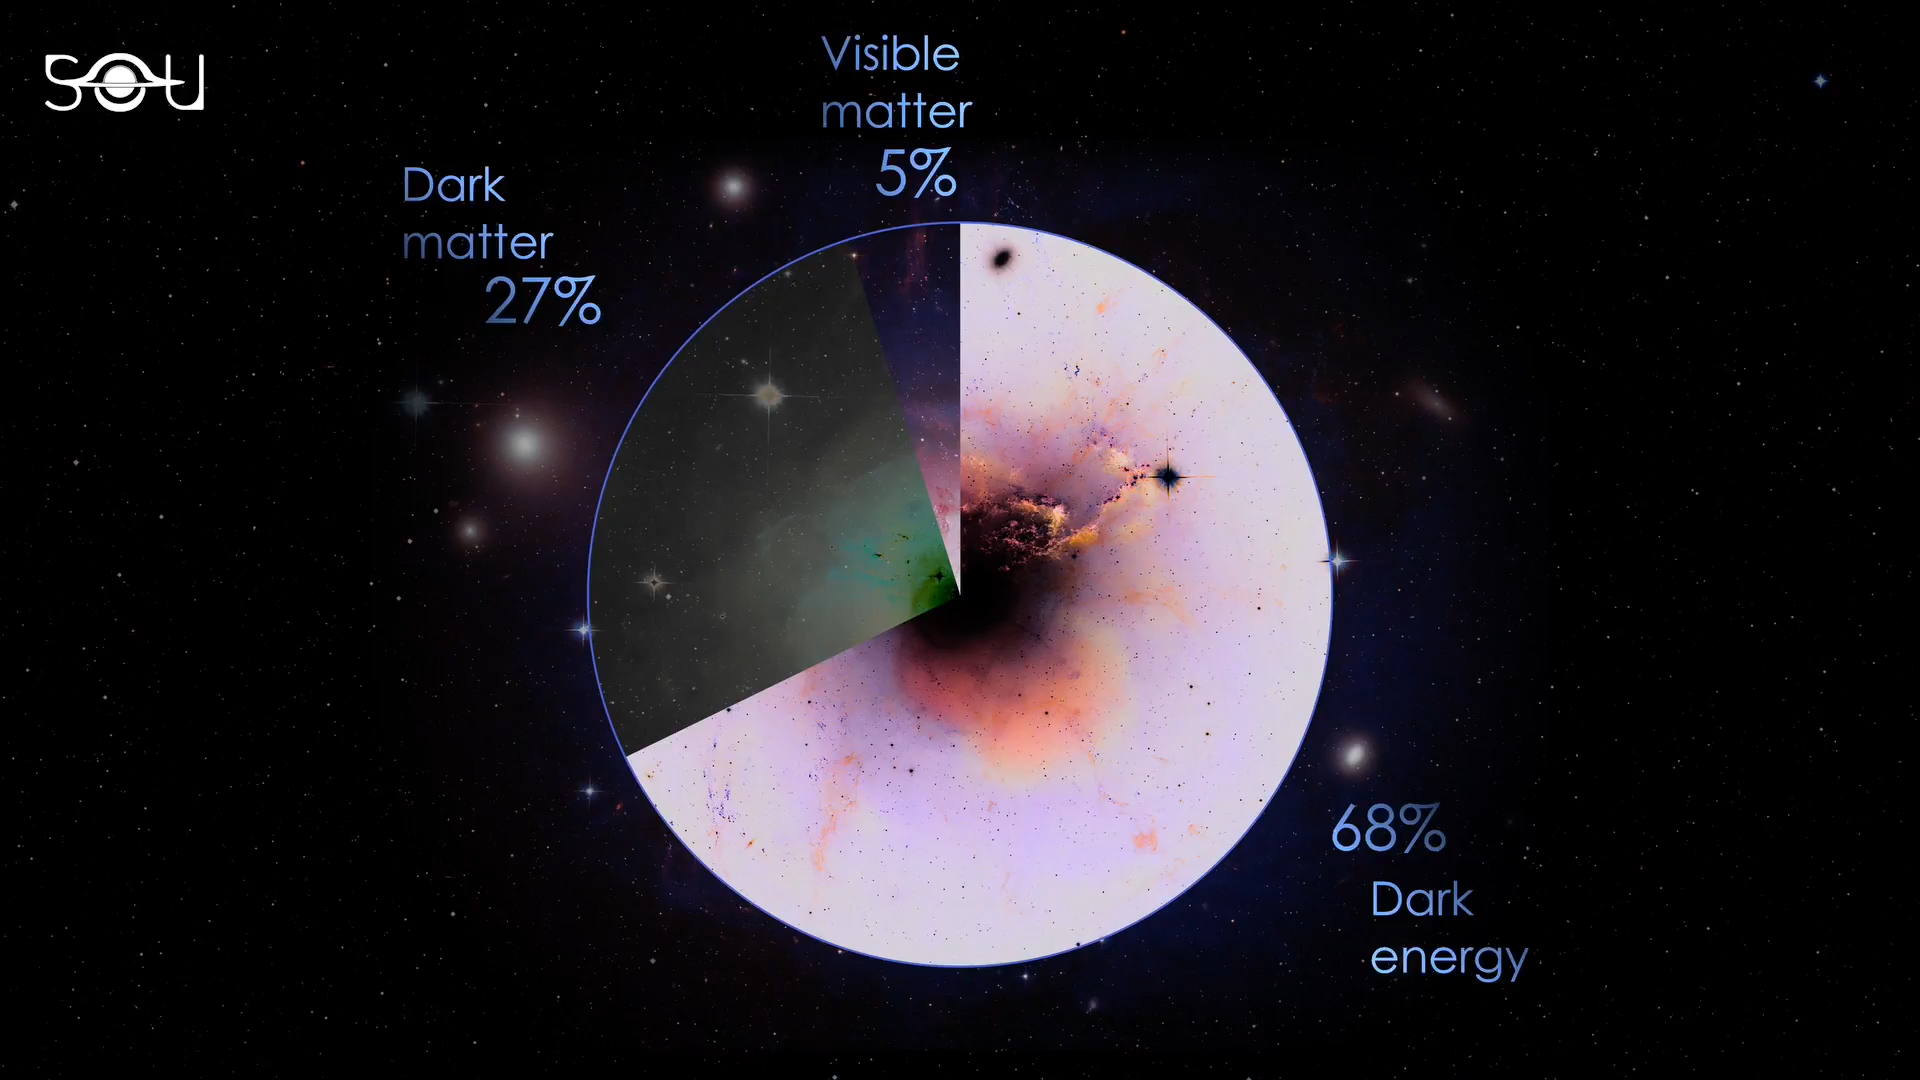 SOU
Visible
matter
5%
Dark
matter
27%
68%
Dark
energy